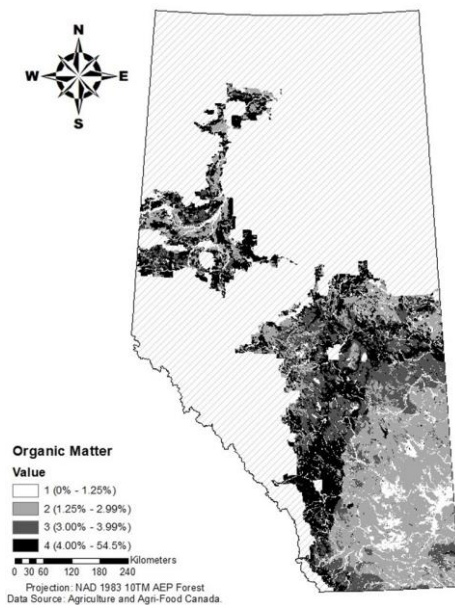 N
W E
S
Organic Matter
Value
1 (0% - 1.25%)
2 (1.25% - 2.99%)
3 (3.00% - 3.99%)
4 (4.00% - 54.5%)
Kilometers
0 30 60 120 180 240
Projection: NAD 1983 10TM AEP Forest
Data Source: Agriculture and Agri-Food Canada.